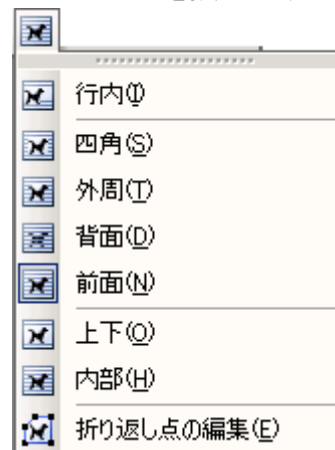 行内(I)
四角(S)
外周(T)
背面(D)
前面(N)
上下(O)
内部(H)
折り返し点の編集(E)